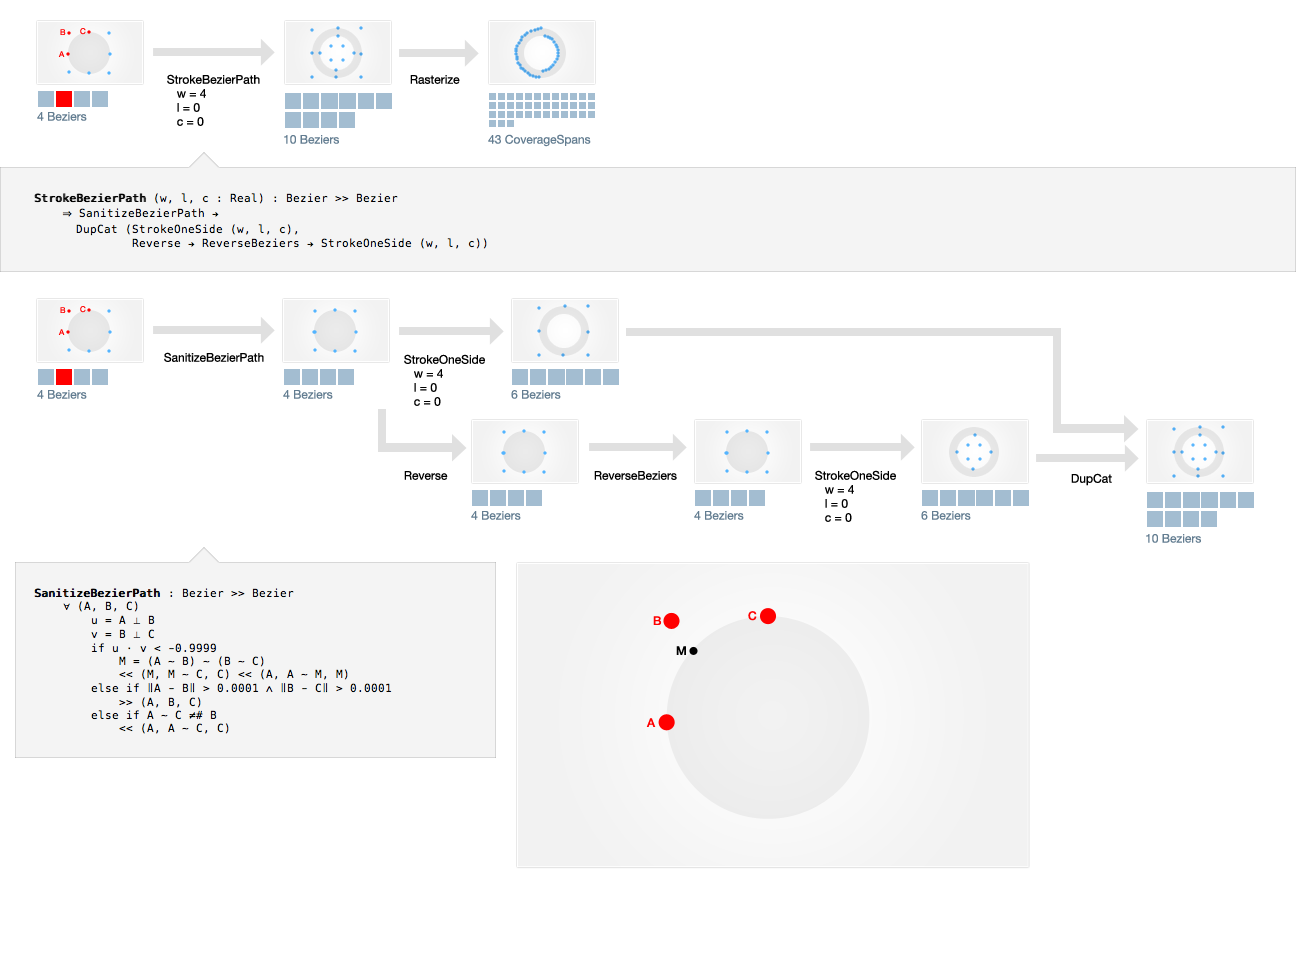 B C
A
4 Beziers
StrokeBezierPath
w = 4
l = 0
c = 0
10 Beziers
Rasterize
43 CoverageSpans
StrokeBezierPath (w, l, c : Real) : Bezier >> Bezier
⇒ SanitizeBezierPath →
DupCat (StrokeOneSide (w, l, c),
Reverse → ReverseBeziers → StrokeOneSide (w, l, c))
B C
A
4 Beziers
SanitizeBezierPath
4 Beziers
StrokeOneSide
w = 4
l = 0
c = 0
6 Beziers
Reverse
4 Beziers
ReverseBeziers
4 Beziers
StrokeOneSide
w = 4
l = 0
c = 0
6 Beziers
DupCat
10 Beziers
SanitizeBezierPath : Bezier >> Bezier
∀ (A, B, C)
u = A ⊥ B
v = B ⊥ C
if u · v < -0.9999
M = (A ~ B) ~ (B ~ C)
<< (M, M ~ C, C) << (A, A ~ M, M)
else if ‖A - B‖ > 0.0001 ∧ ‖B - C‖ > 0.0001
>> (A, B, C)
else if A ~ C ≠# B
<< (A, A ~ C, C)
B
C
M
A